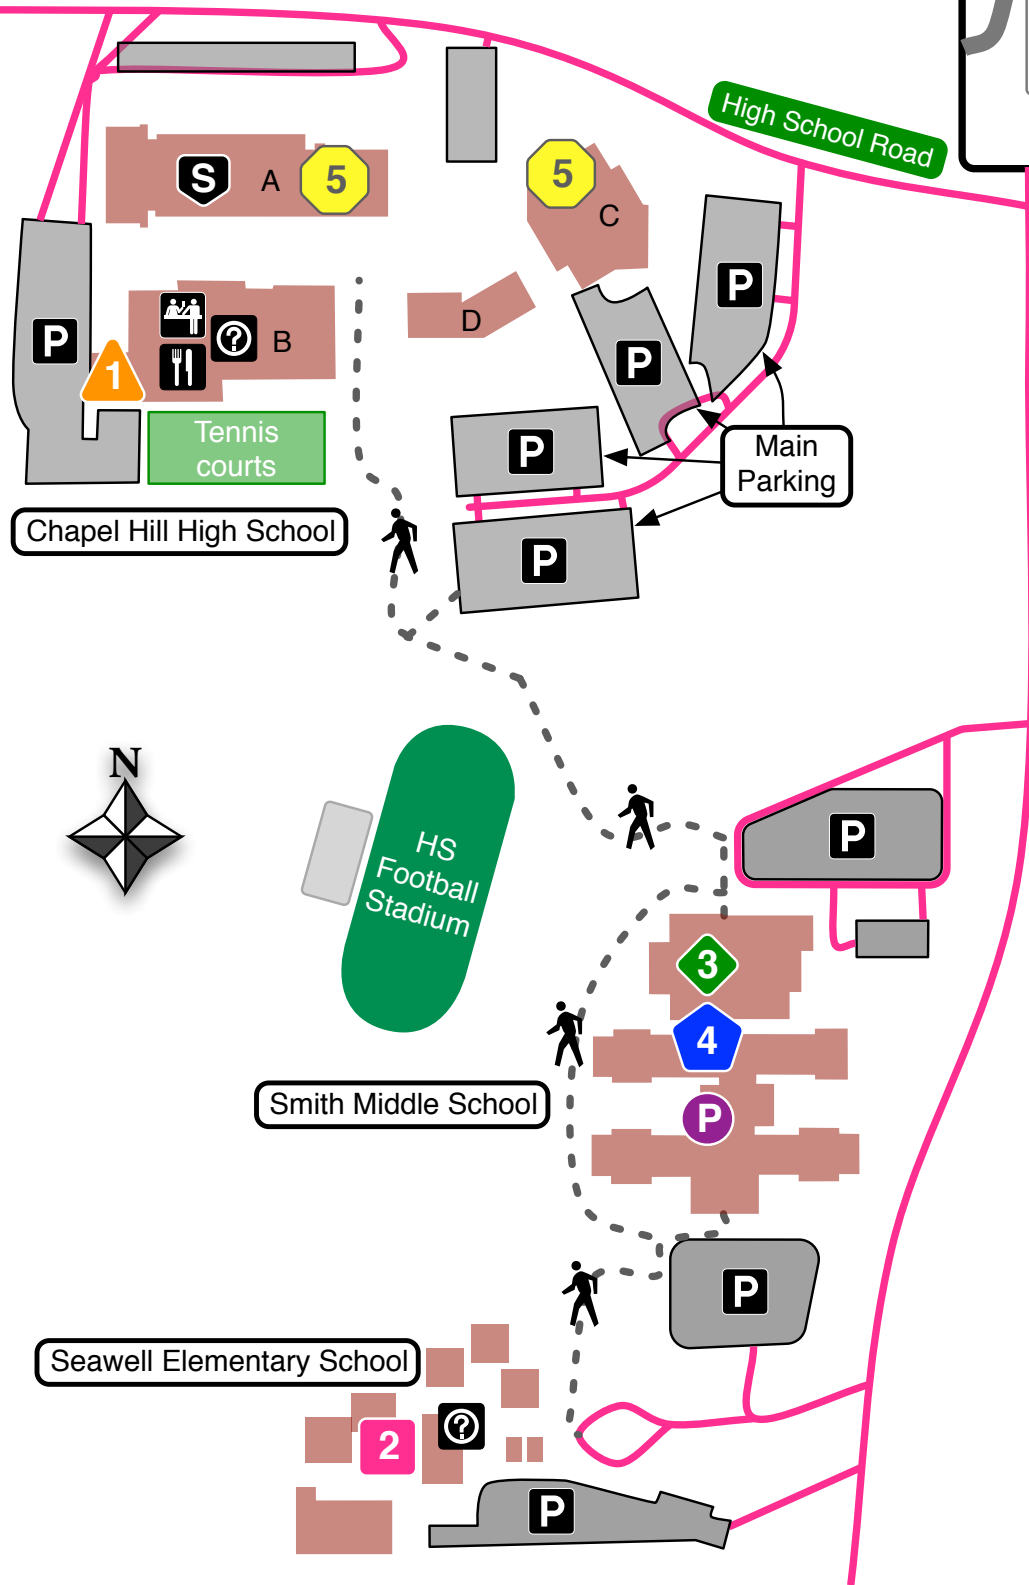 High School Road
S
A
5
5
C
P
D
P
?
B
P
1
P
Tennis
courts
Main
Parking
Chapel Hill High School
P
P
N
HS
Football
Stadium
P
3
4
Smith Middle School
P
P
Seawell Elementary School
2
?
P